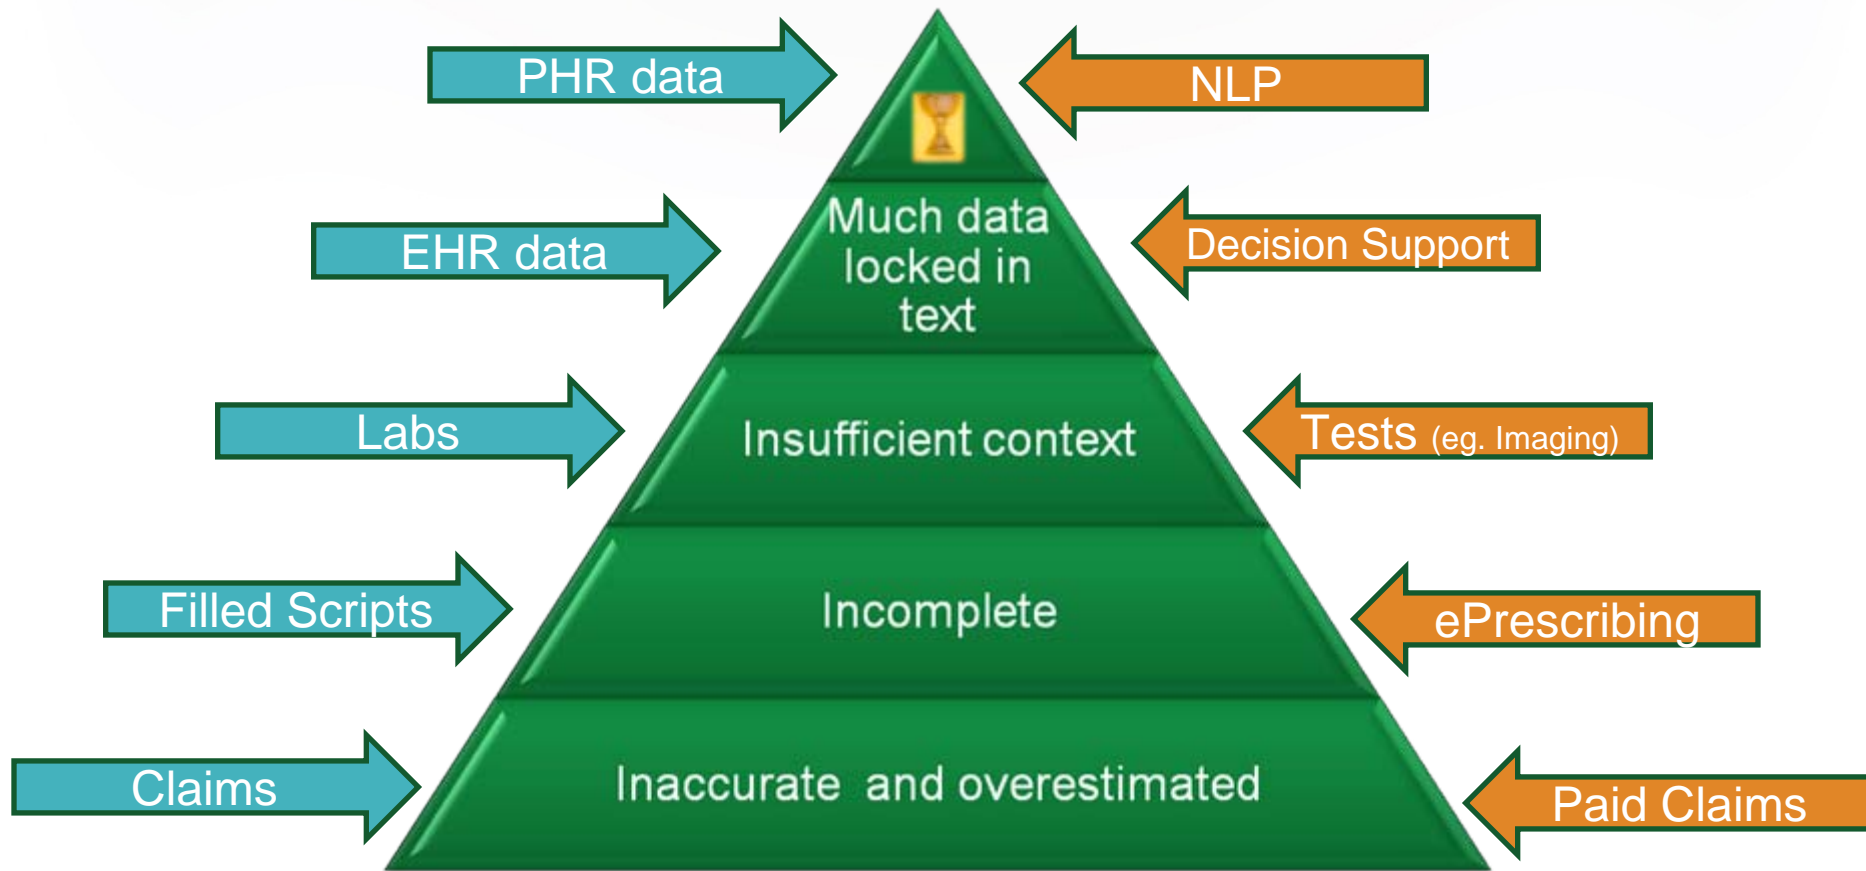 PHR data
NLP
EHR data
Much data
locked in
text
Decision Support
Labs
Insufficient context
Tests (eg. Imaging)
Filled Scripts
Incomplete
ePrescribing
Claims
Inaccurate and overestimated
Paid Claims